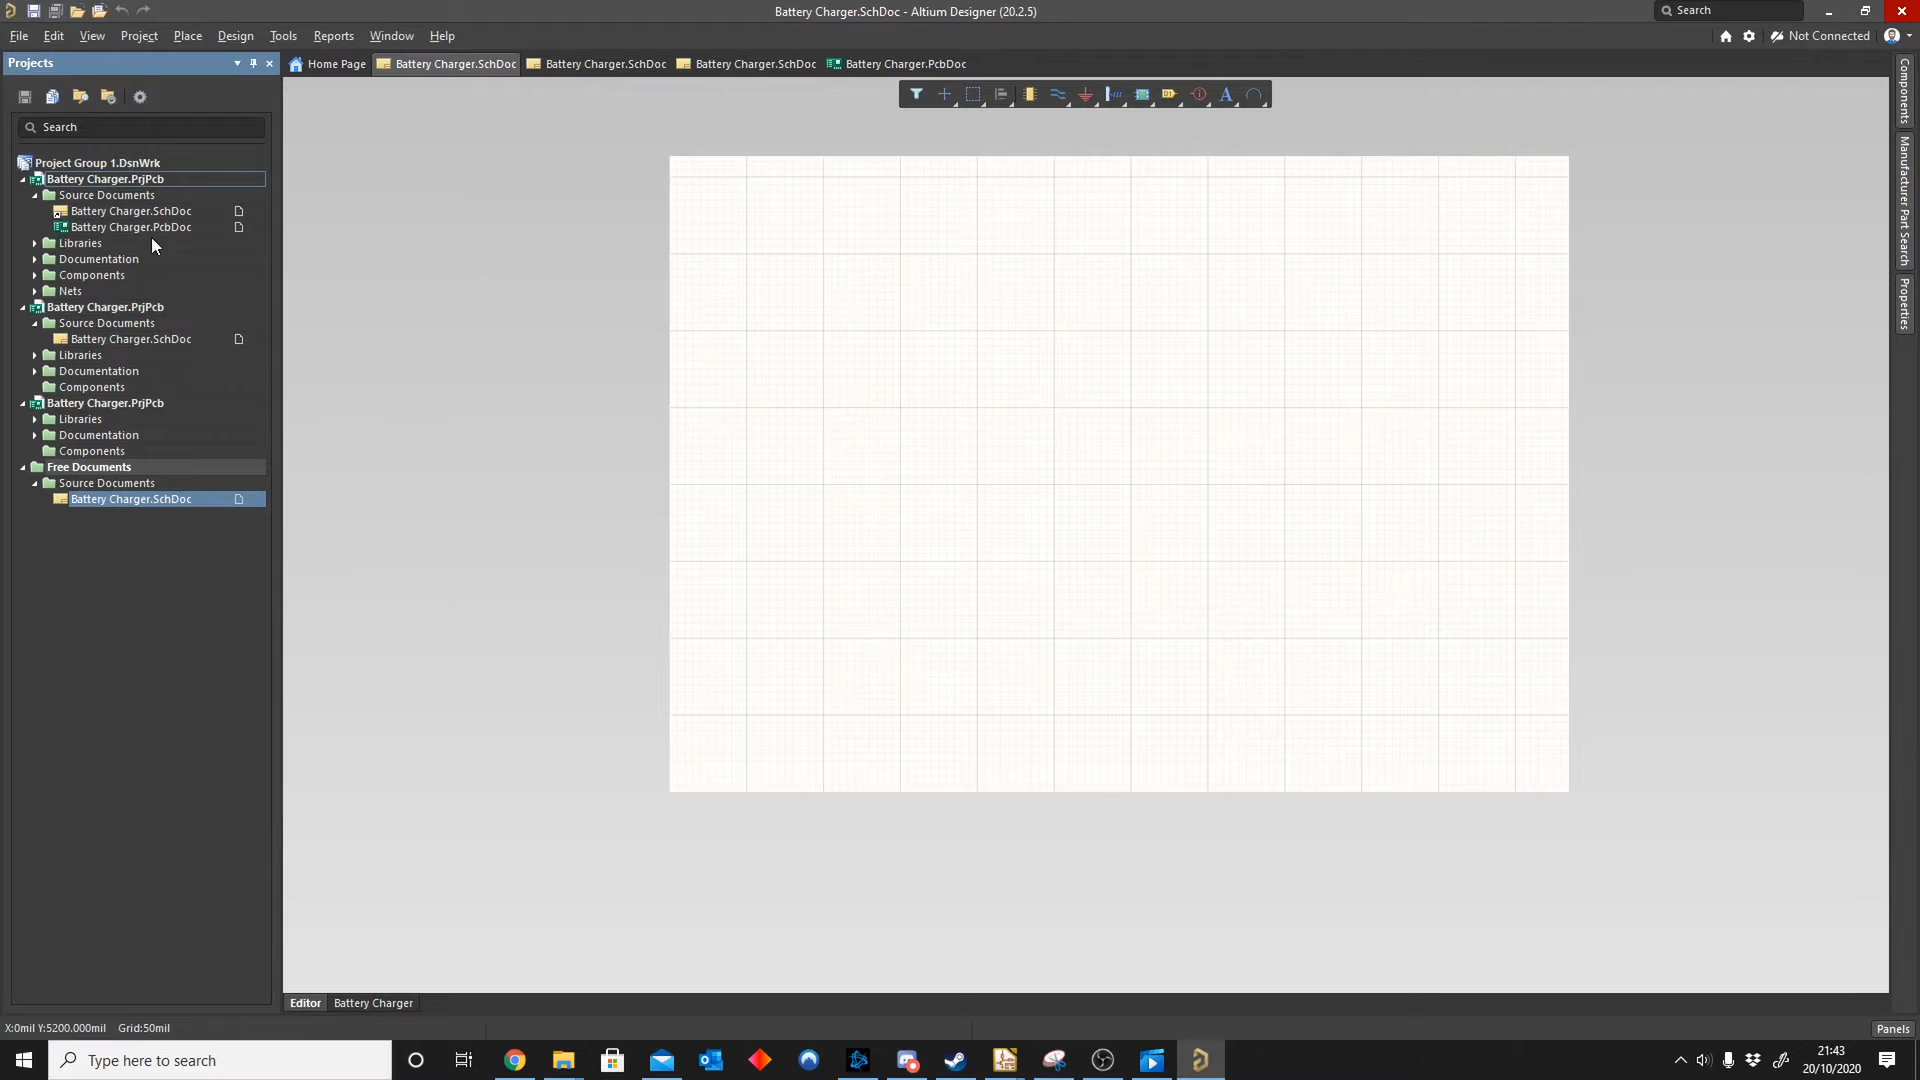 Battery Charger.SchDoc - Altium Designer (20.2.5)
Search
File Edit View Project Place Design Tools Reports Window Help
Not Connected
Projects
Home Page Battery Charger.SchDoc Battery Charger.SchDoc Battery Charger.SchDoc Battery Charger.PcbDoc
Search
Project Group 1.DsnWrk
Battery Charger.PrjPcb
Source Documents
Battery Charger.SchDoc
Battery Charger.PcbDoc
Libraries
Documentation
Components
Nets
Battery Charger.PrjPcb
Source Documents
Battery Charger.SchDoc
Libraries
Documentation
Components
Battery Charger.PrjPcb
Libraries
Documentation
Components
Free Documents
Source Documents
Battery Charger.SchDoc
Components
Manufacturer Part Search
Properties
Editor Battery Charger
X:0mil Y:5200.000mil Grid:50mil
Panels
Type here to search
21:43
20/10/2020